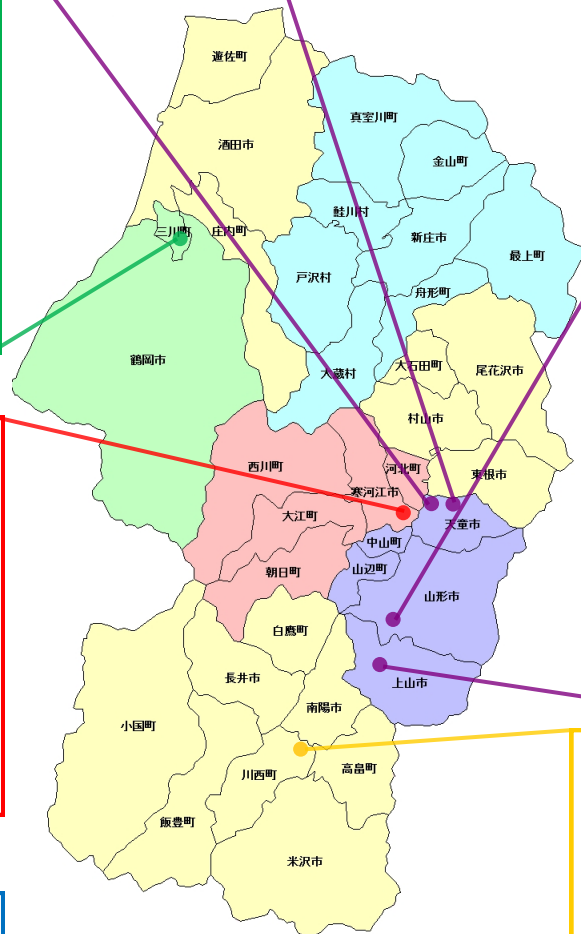 遊佐町
真室川町
酒田市
金山町
鮭川村
三川町
庄内町
新庄市
最上町
戸沢村
舟形町
鶴岡市
大石田町
尾花沢市
大蔵村
村山市
西川町
河北町
東根市
寒河江市
大江町
天童市
中山町
朝日町
山辺町
山形市
白鷹町
長井市
上山市
南陽市
小国町
川西町
高畠町
飯豊町
米沢市